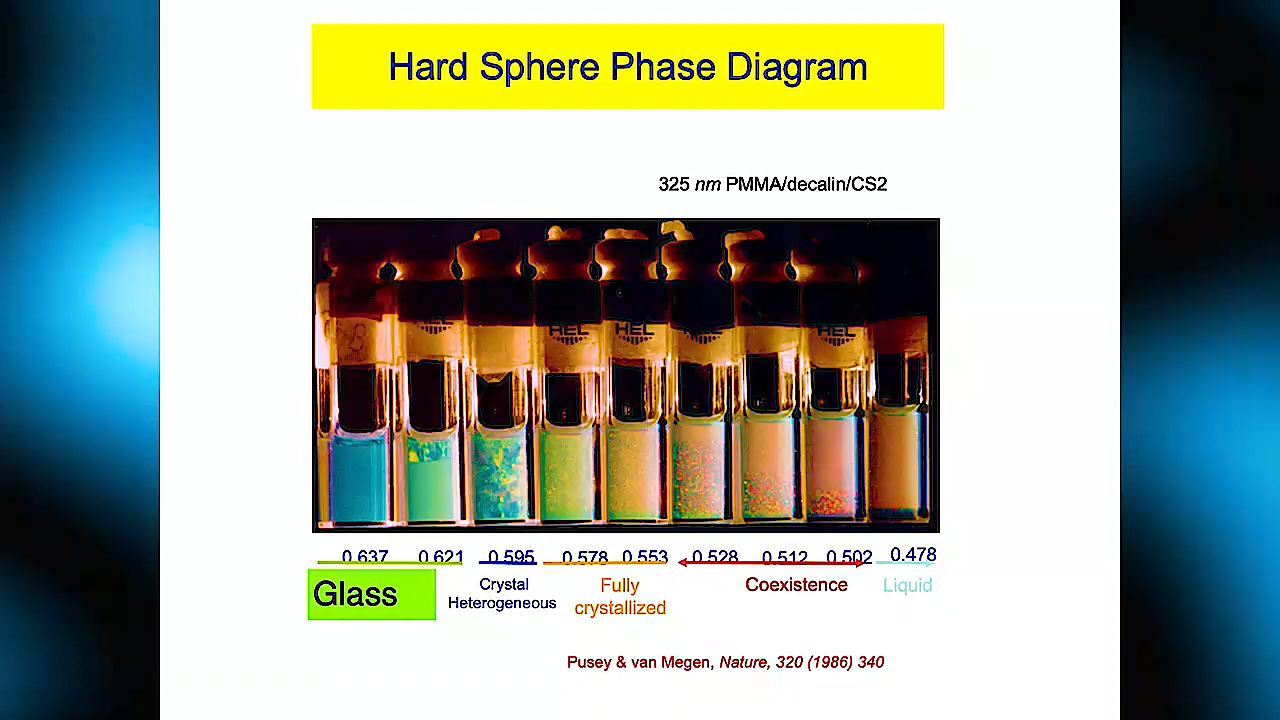 Hard Sphere Phase Diagram
325 nm PMMA/decalin/CS2
HEL HEL HEL
0.637 0.621 0.595 0.578 0.553 0.528 0.512 0.502 0.478
Glass
Crystal
Heterogeneous
Fully
crystallized
Coexistence
Liquid
Pusey & van Megen, Nature, 320 (1986) 340